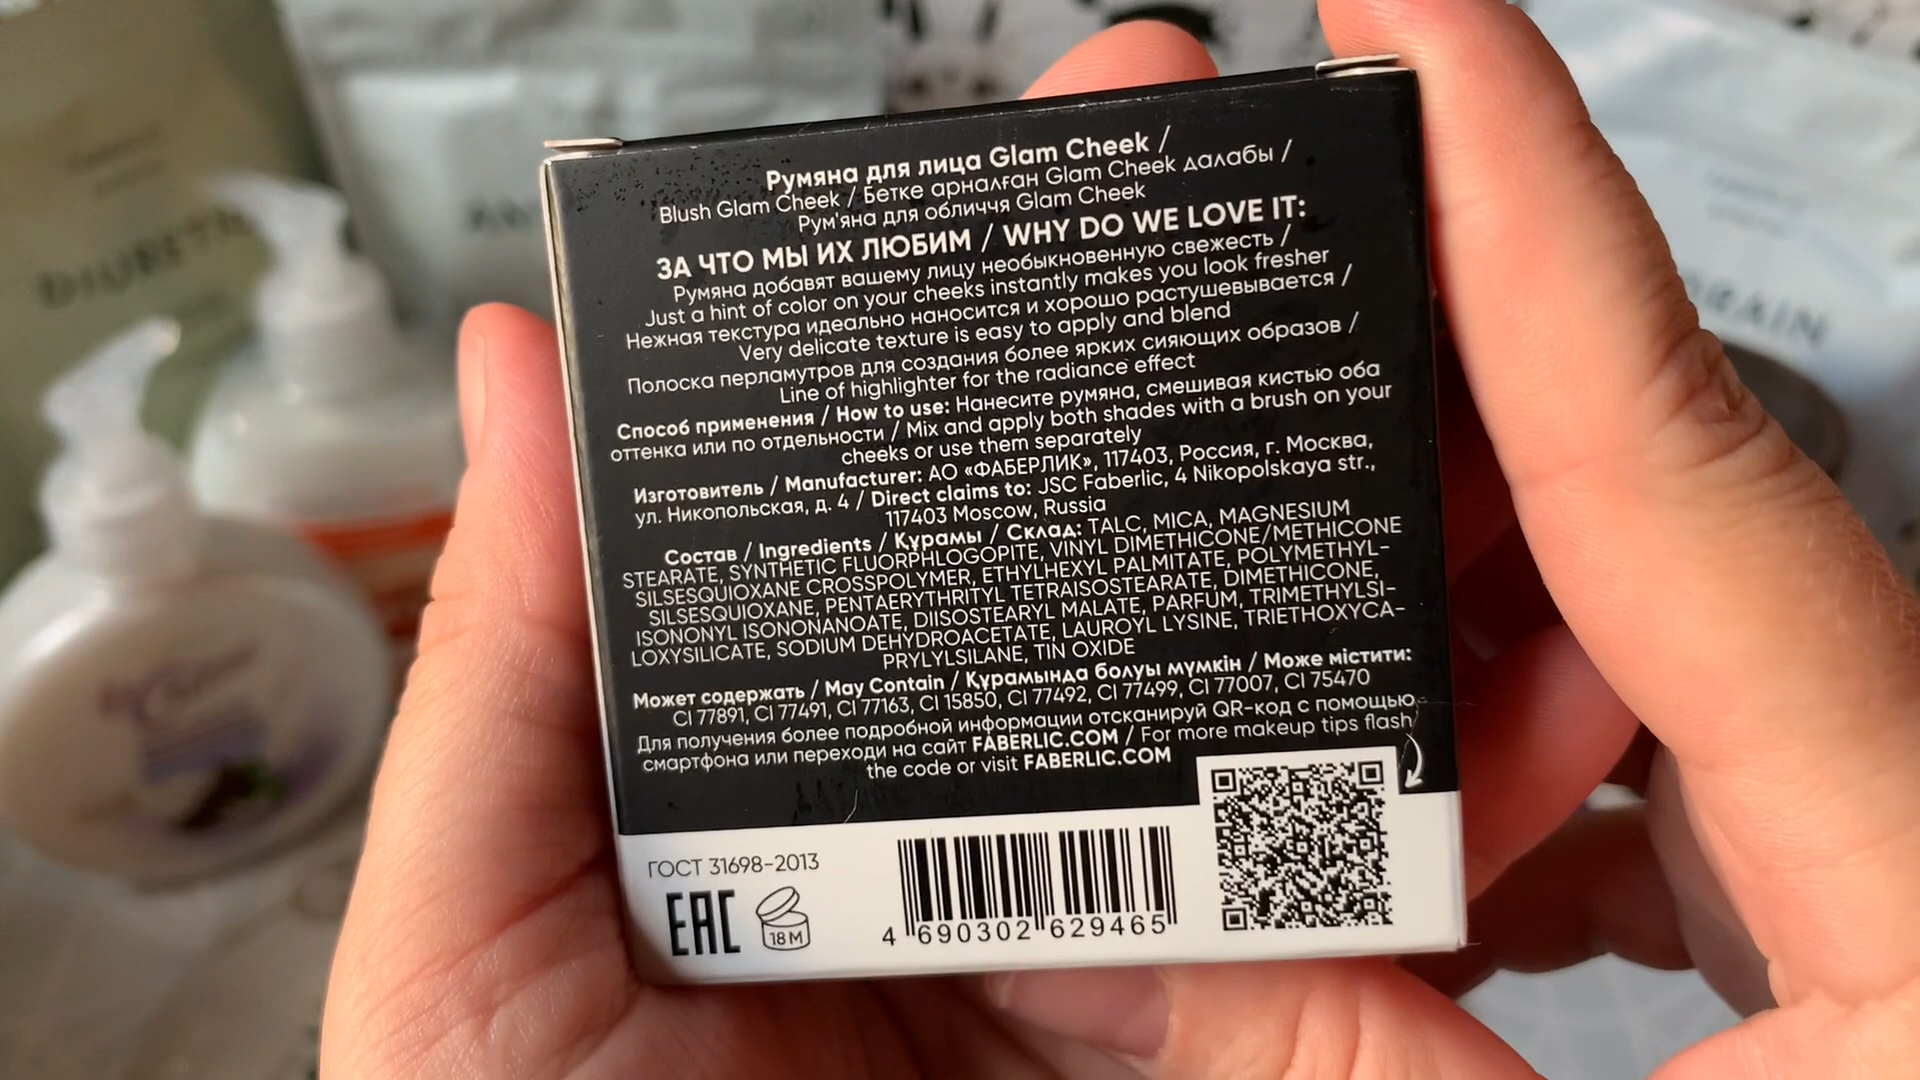 Румяна для лица Glam Cheek /
Blush Glam Cheek / Бетке арналған Glam Cheek далабы /
Рум'яна для обличчя Glam Cheek
ЗА ЧТО МЫ ИХ ЛЮБИМ / WHY DO WE LOVE IT:
Румяна добавят вашему лицу необыкновенную свежесть /
Just a hint of color on your cheeks instantly makes you look fresher
Нежная текстура идеально наносится и хорошо растушевывается /
Very delicate texture is easy to apply and blend
Полоска перламутров для создания более ярких сияющих образов /
Line of highlighter for the radiance effect
Способ применения / How to use: Нанесите румяна, смешивая кистью оба
оттенка или по отдельности / Mix and apply both shades with a brush on your
cheeks or use them separately
Изготовитель / Manufacturer: АО «ФАБЕРЛИК», 117403, Россия, г. Москва,
ул. Никопольская, д. 4 / Direct claims to: JSC Faberlic, 4 Nikopolskaya str.,
117403 Moscow, Russia
Состав / Ingredients / Құрамы / Склад: TALC, MICA, MAGNESIUM
STEARATE, SYNTHETIC FLUORPHLOGOPITE, VINYL DIMETHICONE/METHICONE
SILSESQUIOXANE CROSSPOLYMER, ETHYLHEXYL PALMITATE, POLYMETHYL-
SILSESQUIOXANE, PENTAERYTHRITYL TETRAISOSTEARATE, DIMETHICONE,
ISONONYL ISONONANOATE, DIISOSTEARYL MALATE, PARFUM, TRIMETHYLSI-
LOXYSILICATE, SODIUM DEHYDROACETATE, LAUROYL LYSINE, TRIETHOXYCA-
PRYLYLSILANE, TIN OXIDE
Может содержать / May Contain / Құрамында болуы мүмкін / Може містити:
CI 77891, CI 77491, CI 77163, CI 15850, CI 77492, CI 77499, CI 77007, CI 75470
Для получения более подробной информации отсканируй QR-код с помощью
смартфона или переходи на сайт FABERLIC.COM / For more makeup tips flash
the code or visit FABERLIC.COM
ГОСТ 31698-2013
EAC
18M
4 690302 629465
DRAIN